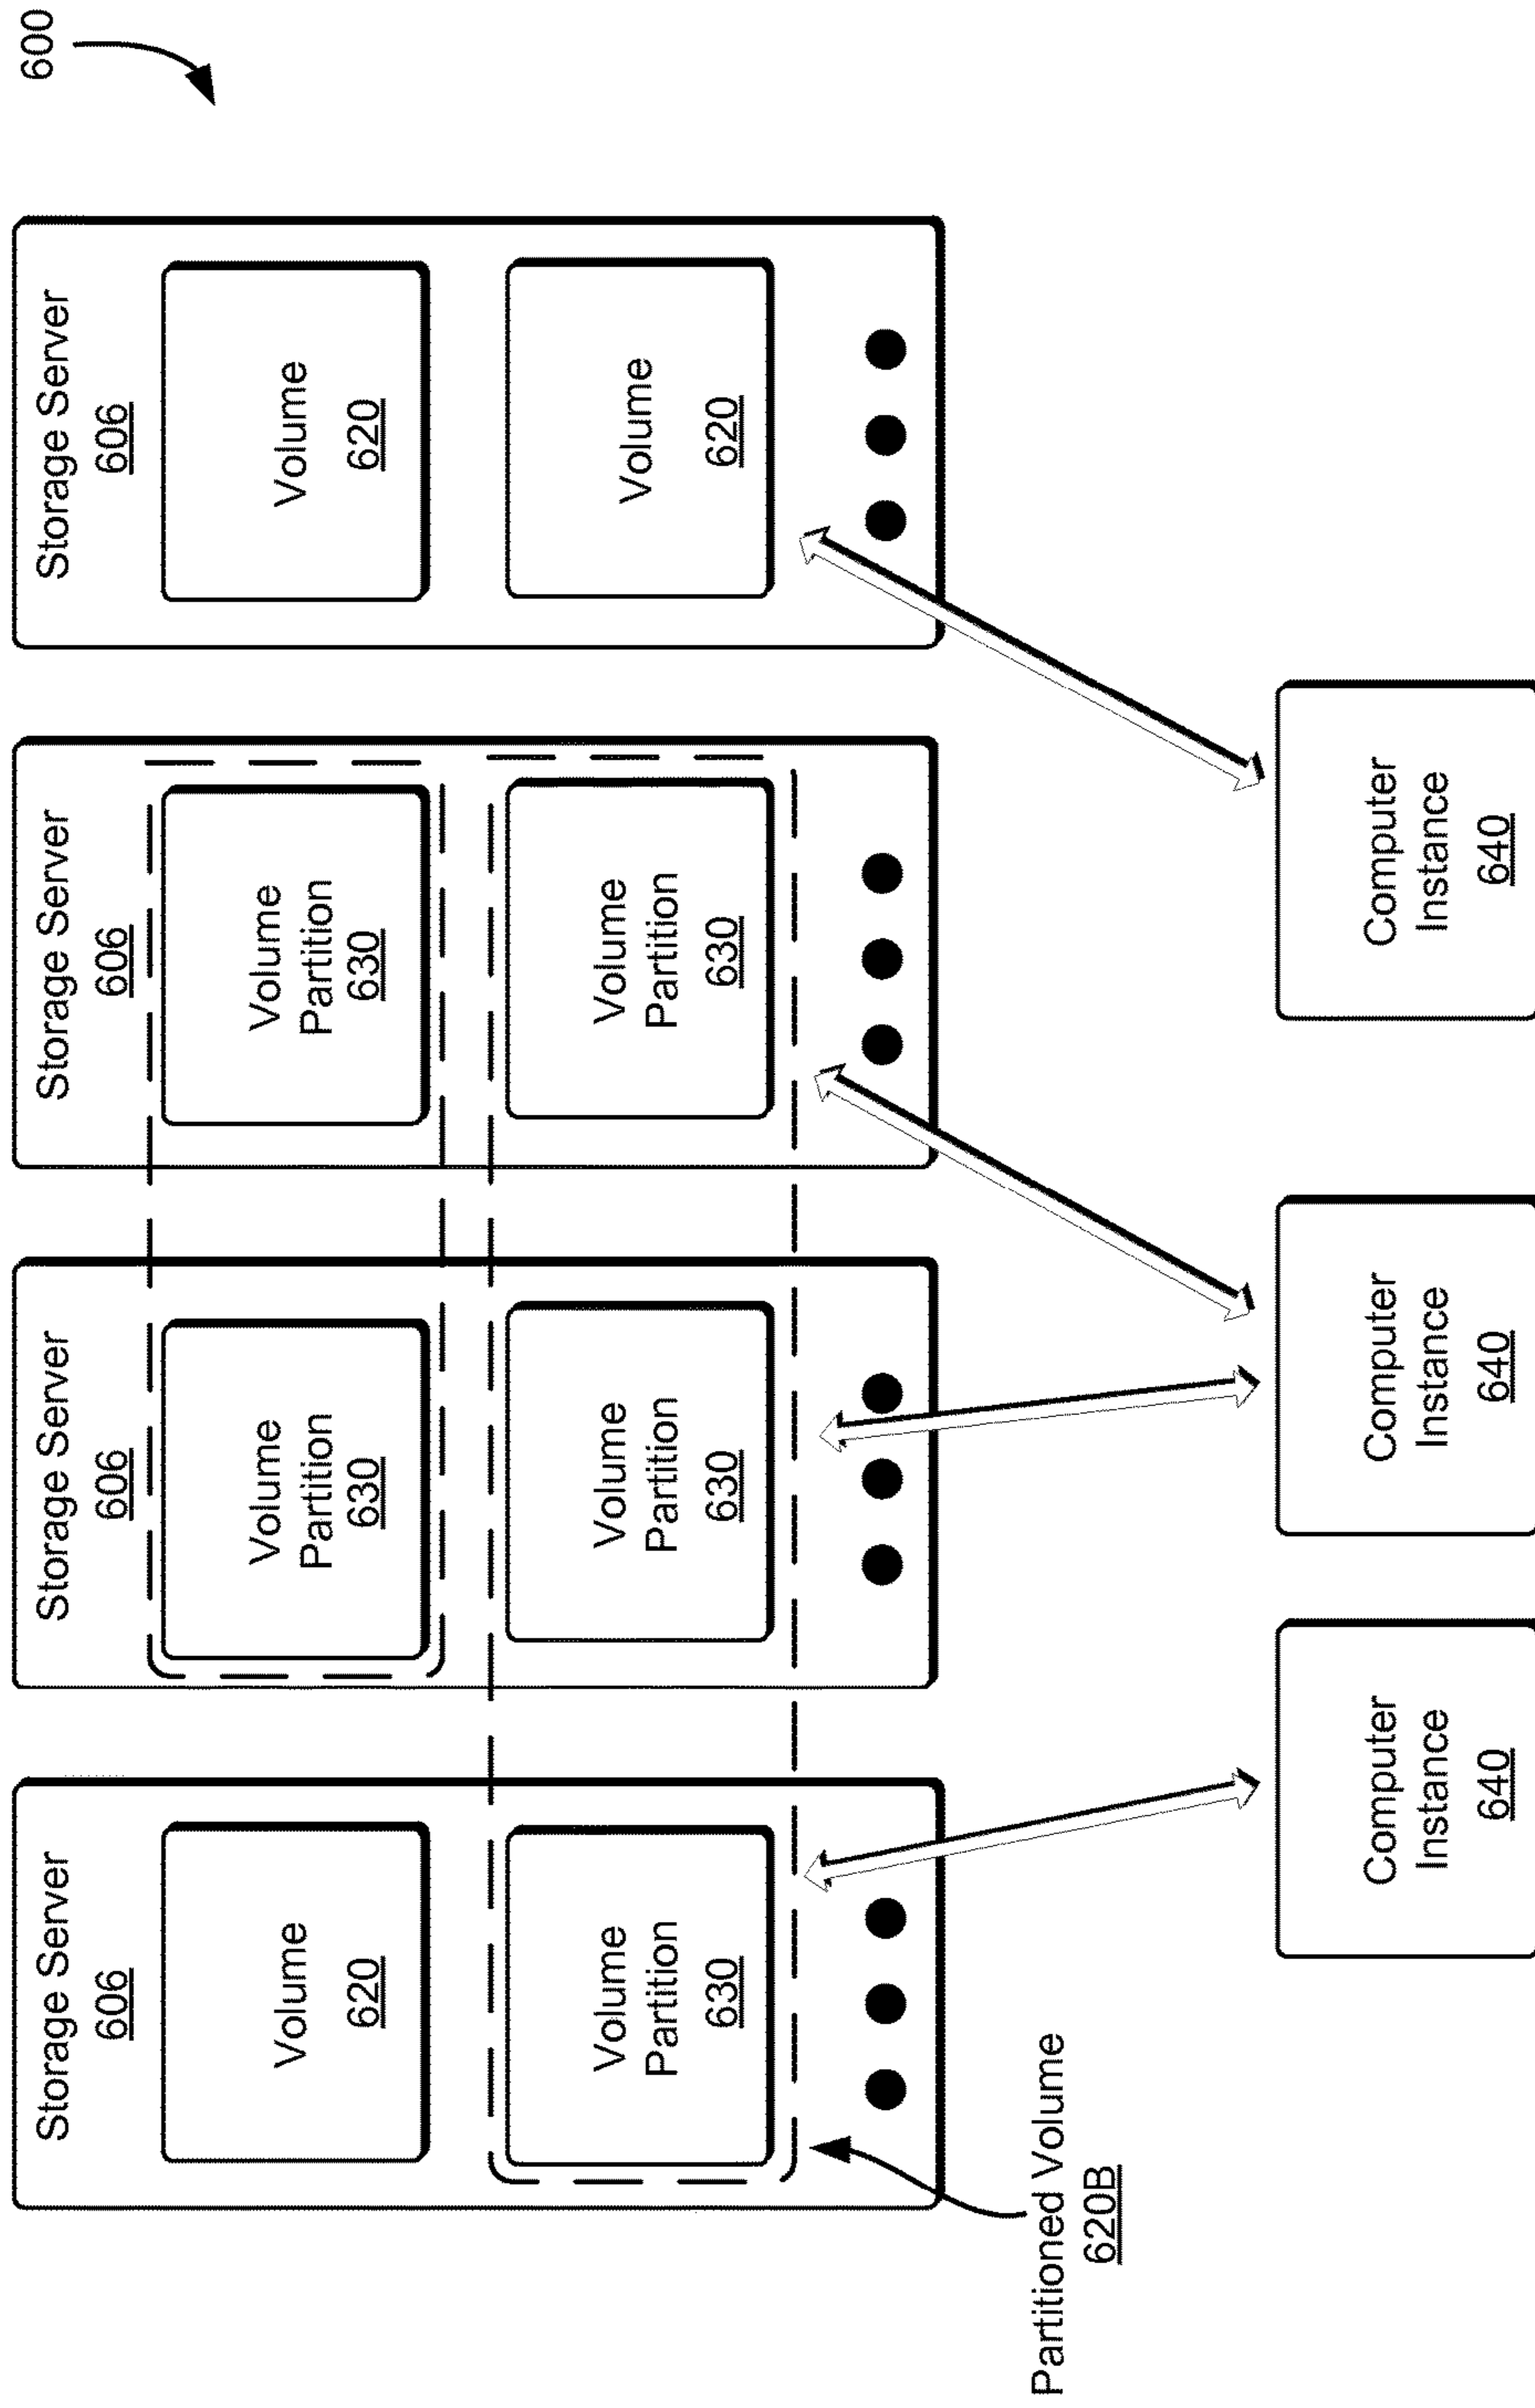 600
Storage Server
606
Volume
620
Volume
Partition
630
Storage Server
606
Volume
Partition
630
Volume
Partition
630
Storage Server
606
Volume
Partition
630
Volume
Partition
630
Storage Server
606
Volume
620
Volume
620
Partitioned Volume
620B
Computer
Instance
640
Computer
Instance
640
Computer
Instance
640